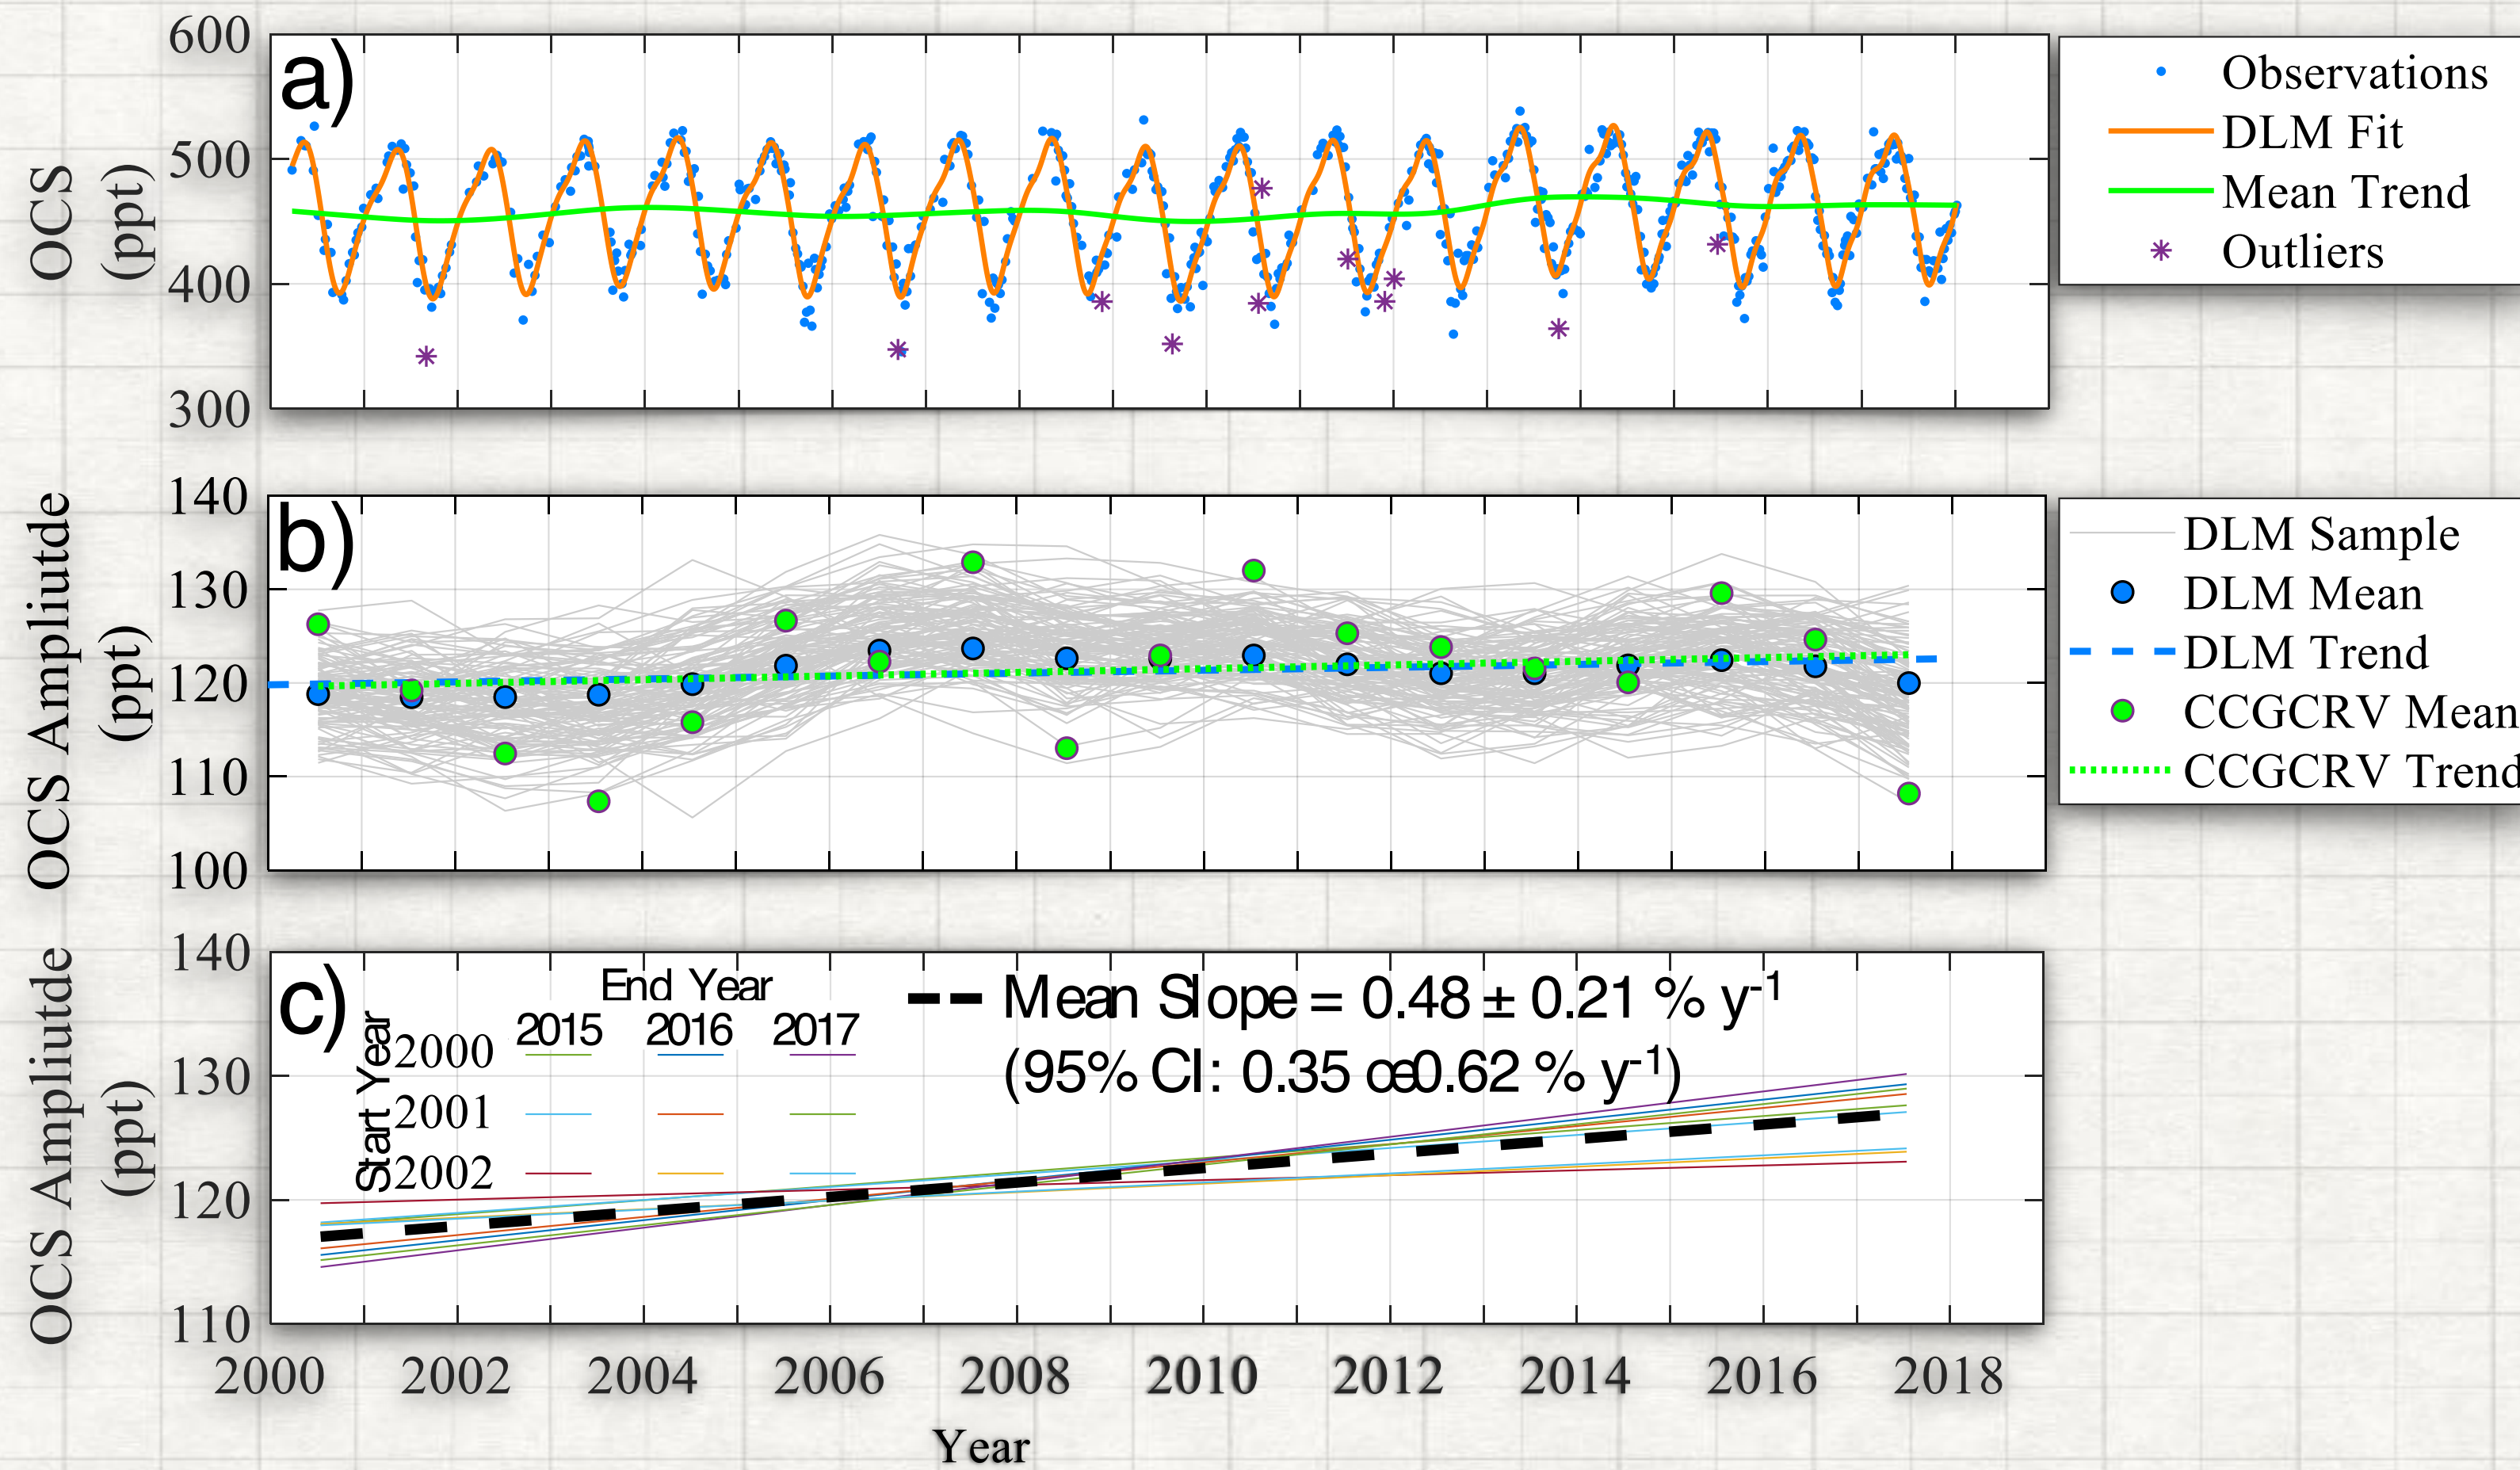 600
500
400
300
OCS
(ppt)
a)
Observations
DLM Fit
Mean Trend
Outliers
140
130
120
110
100
OCS Ampliutde
(ppt)
b)
DLM Sample
DLM Mean
DLM Trend
CCGCRV Mean
CCGCRV Trend
140
130
120
110
OCS Ampliutde
(ppt)
c)
End Year
2015 2016 2017
Start Year
2000
2001
2002
Mean Slope = 0.48 ± 0.21 % y-1
(95% CI: 0.35 œ0.62 % y-1)
2000 2002 2004 2006 2008 2010 2012 2014 2016 2018
Year